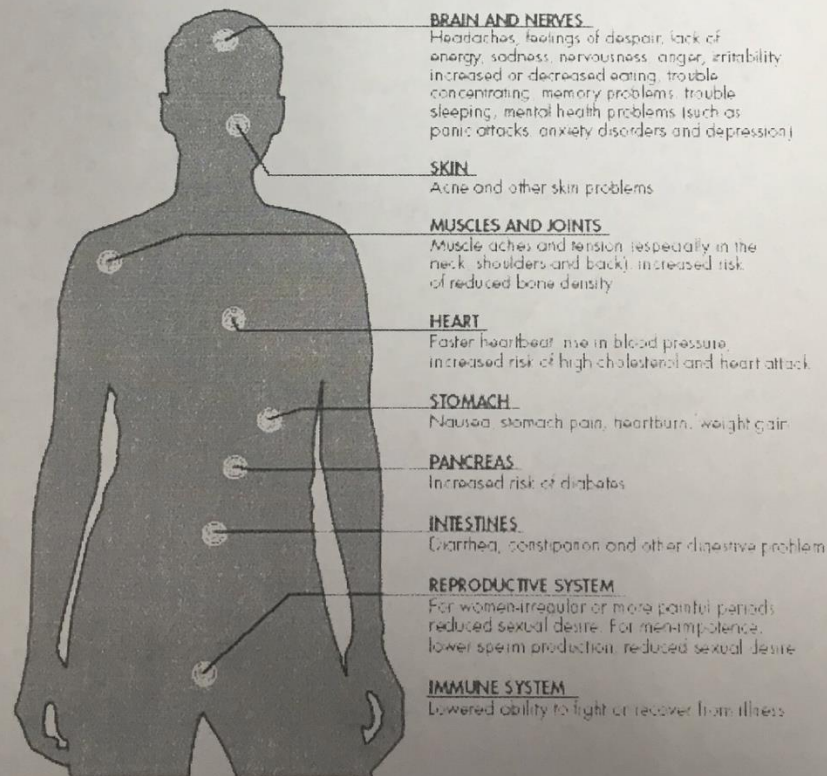 BRAIN AND NERVES
Headaches, feelings of despair, lack of
energy, sadness, nervousness, anger, irritability
increased or decreased eating, trouble
concentrating, memory problems, trouble
sleeping, mental health problems (such as
panic attacks, anxiety disorders and depression)
SKIN
Acne and other skin problems
MUSCLES AND JOINTS
Muscle aches and tension (especially in the
neck, shoulders and back), increased risk
of reduced bone density
HEART
Faster heartbeat, rise in blood pressure,
increased risk of high cholesterol and heart attack
STOMACH
Nausea, stomach pain, heartburn, weight gain
PANCREAS
Increased risk of diabetes
INTESTINES
Diarrhea, constipation and other digestive problem
REPRODUCTIVE SYSTEM
For women-irregular or more painful periods
reduced sexual desire. For men-impotence,
lower sperm production, reduced sexual desire
IMMUNE SYSTEM
Lowered ability to fight or recover from illness